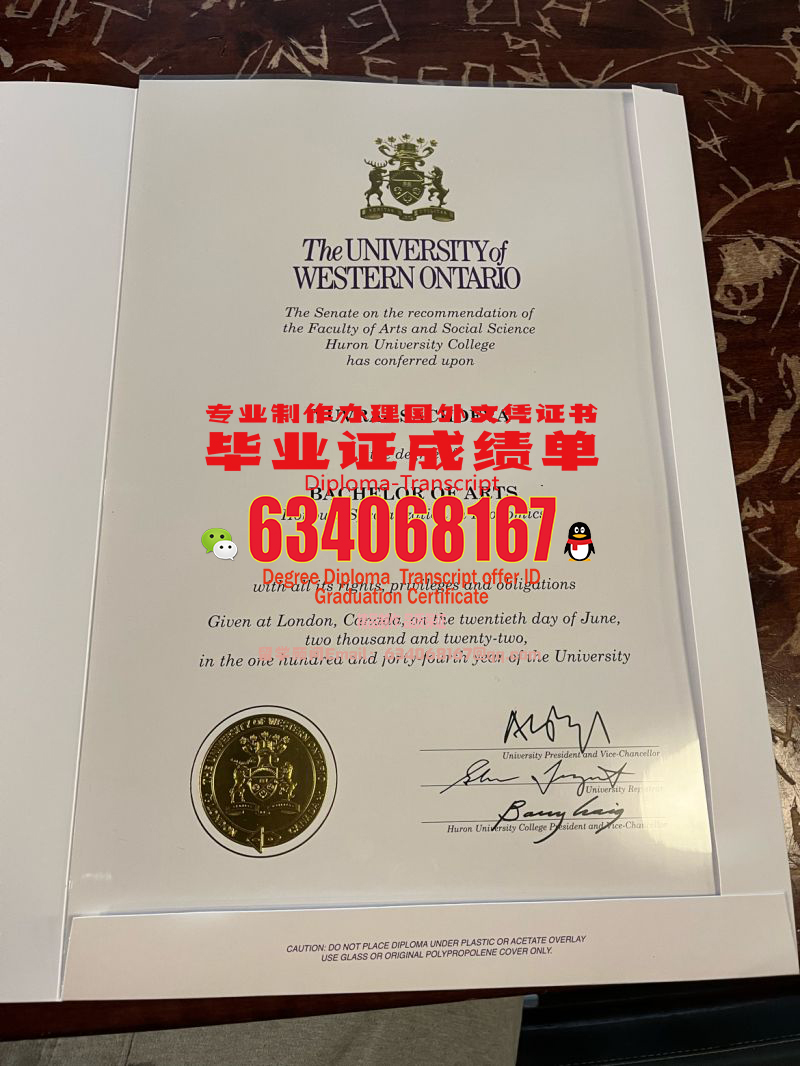 The UNIVERSITY of
WESTERN ONTARIO
The Senate on the recommendation of
the Faculty of Arts and Social Science
Huron University College
has conferred upon
专业制作办理国外文凭证书
毕业证成绩单
Diploma-Transcript
BACHELOR OF ARTS
634068167
Degree Diploma Transcript offer ID
with all its rights, privileges and obligations
Graduation Certificate
Given at London, Canada, on the twentieth day of June,
two thousand and twenty-two,
in the one hundred and forty-fourth year of the University
University President and Vice-Chancellor
University Registrar
Huron University College President and Vice-Chancellor
CAUTION: DO NOT PLACE DIPLOMA UNDER PLASTIC OR ACETATE OVERLAY
USE GLASS OR ORIGINAL POLYPROPOLENE COVER ONLY.